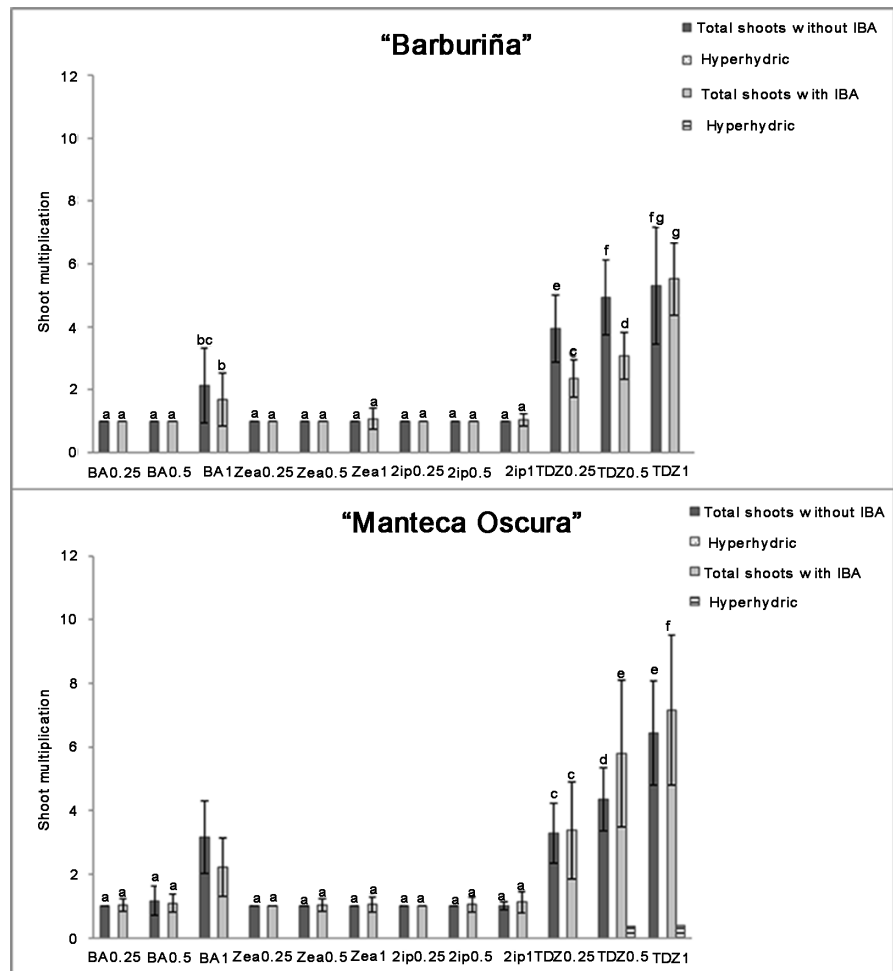 “Barburiña”
Total shoots without IBA
Hyperhydric
Total shoots with IBA
Hyperhydric
Shoot multiplication
12
10
8
6
4
2
0
a a a a bc b a a a a a a a a a a a a e c f d fg g
BA0.25 BA0.5 BA1 Zea0.25 Zea0.5 Zea1 2ip0.25 2ip0.5 2ip1 TDZ0.25 TDZ0.5 TDZ1
“Manteca Oscura”
Total shoots without IBA
Hyperhydric
Total shoots with IBA
Hyperhydric
Shoot multiplication
12
10
8
6
4
2
0
a a a a a a a a a a a a a a a a c c d e e f
BA0.25 BA0.5 BA1 Zea0.25 Zea0.5 Zea1 2ip0.25 2ip0.5 2ip1 TDZ0.25 TDZ0.5 TDZ1